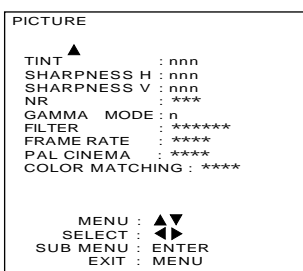 PICTURE
▲
TINT : nnn
SHARPNESS H : nnn
SHARPNESS V : nnn
NR : ***
GAMMA MODE : n
FILTER : ******
FRAME RATE : ****
PAL CINEMA : ****
COLOR MATCHING : ****
MENU : ▲▼
SELECT : ◀▶
SUB MENU : ENTER
EXIT : MENU